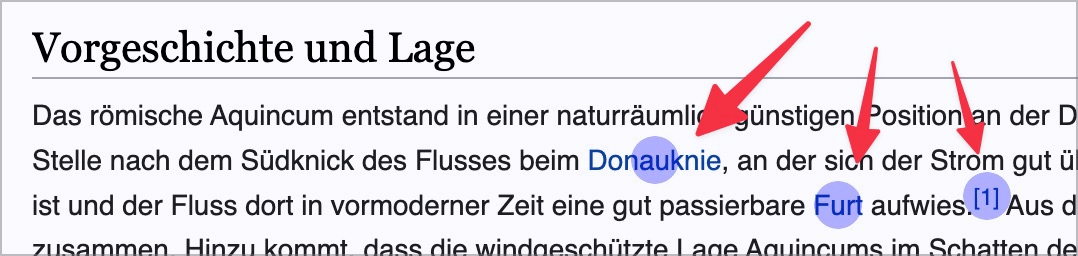 Vorgeschichte und Lage
Das römische Aquincum entstand in einer naturräumlich günstigen Position an der D
Stelle nach dem Südknick des Flusses beim Donauknie, an der sich der Strom gut ü
ist und der Fluss dort in vormoderner Zeit eine gut passierbare Furt aufwies.[1] Aus d
zusammen. Hinzu kommt, dass die windgeschützte Lage Aquincums im Schatten de